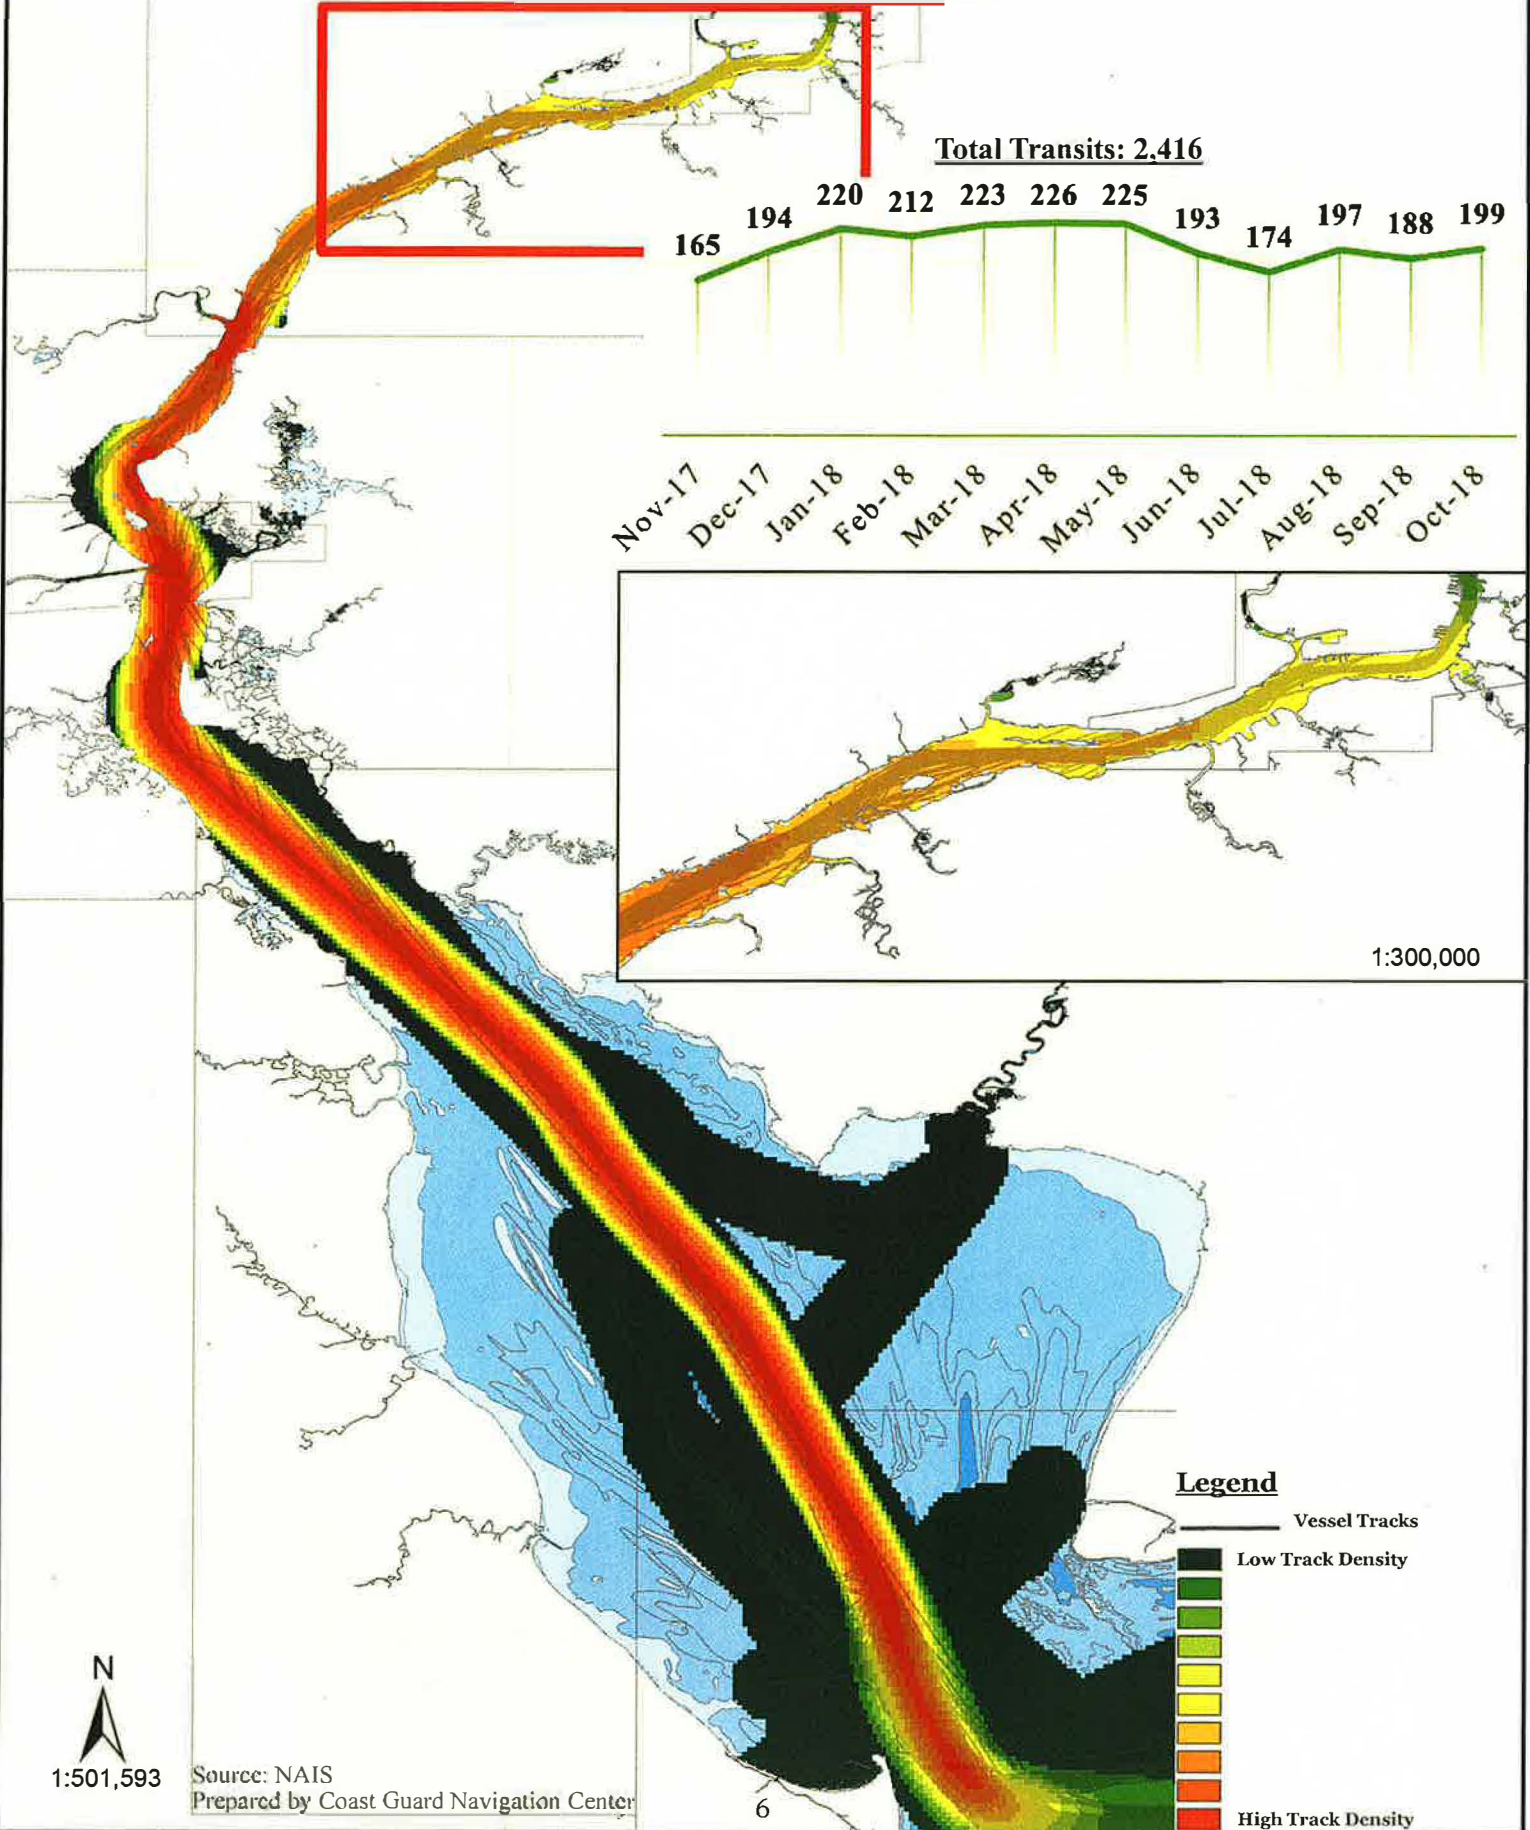 Total Transits: 2,416
165 194 220 212 223 226 225 193 174 197 188 199
Nov-17 Dec-17 Jan-18 Feb-18 Mar-18 Apr-18 May-18 Jun-18 Jul-18 Aug-18 Sep-18 Oct-18
1:300,000
Legend
Vessel Tracks
Low Track Density
High Track Density
N
1:501,593
Source: NAIS
Prepared by Coast Guard Navigation Center
6